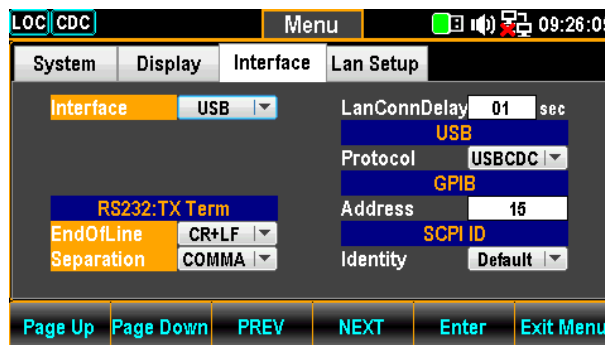 LOC CDC Menu 09:26:0
System Display Interface Lan Setup
Interface USB LanConnDelay 01 sec
USB
Protocol USBCDC
GPIB
RS232:TX Term Address 15
EndOfLine CR+LF SCPI ID
Separation COMMA Identity Default
Page Up Page Down PREV NEXT Enter Exit Menu